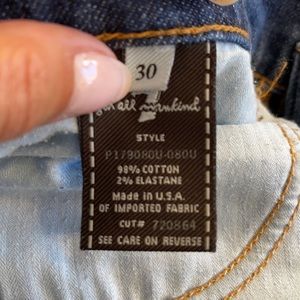 30
for all mankind
STYLE
P179080U-080U
98% COTTON
2% ELASTANE
Made in U.S.A.
OF IMPORTED FABRIC
CUT# 720864
SEE CARE ON REVERSE